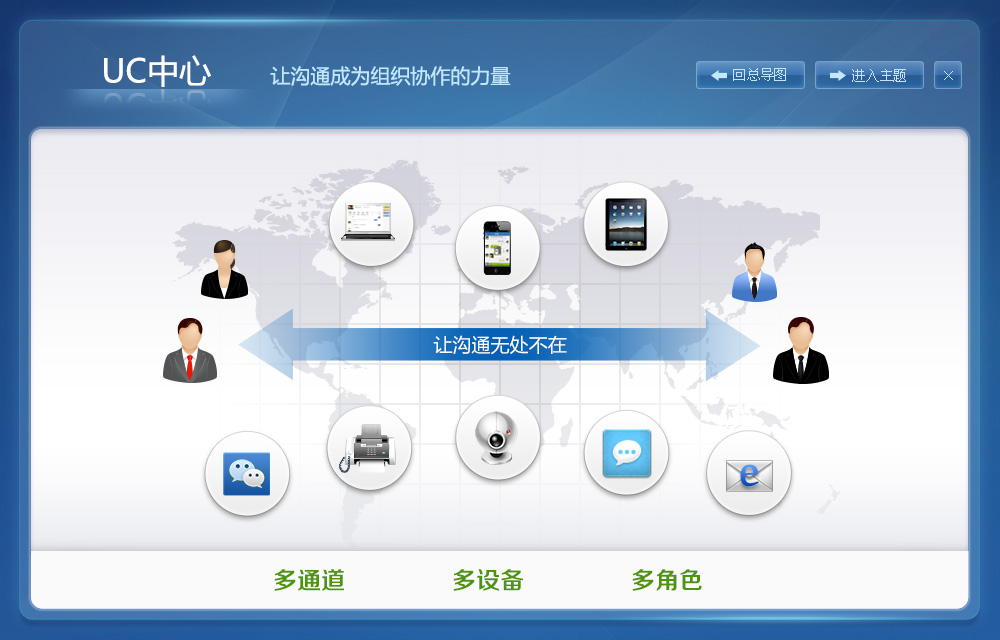 UC中心
让沟通成为组织协作的力量
回总导图
进入主题
让沟通无处不在
e
多通道
多设备
多角色